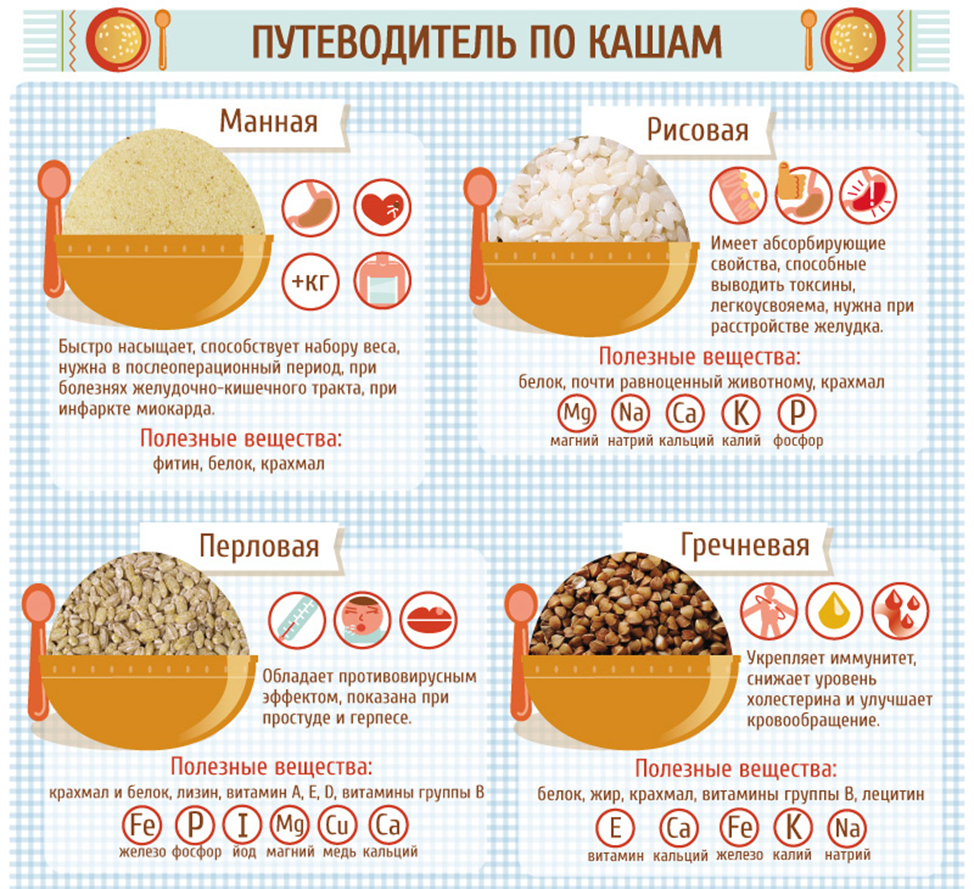 ПУТЕВОДИТЕЛЬ ПО КАШАМ
Манная
+кг
Быстро насыщает, способствует набору веса,
нужна в послеоперационный период, при
болезнях желудочно-кишечного тракта, при
инфаркте миокарда.
Полезные вещества:
фитин, белок, крахмал
Рисовая
Имеет абсорбирующие
свойства, способные
выводить токсины,
легкоусвояема, нужна при
расстройстве желудка.
Полезные вещества:
белок, почти равноценный животному, крахмал
Mg Na Ca K P
магний натрий кальций калий фосфор
Перловая
Обладает противовирусным
эффектом, показана при
простуде и герпесе.
Полезные вещества:
крахмал и белок, лизин, витамин А, Е, D, витамины группы В
Fe P I Mg Cu Ca
железо фосфор йод магний медь кальций
Гречневая
Укрепляет иммунитет,
снижает уровень
холестерина и улучшает
кровообращение.
Полезные вещества:
белок, жир, крахмал, витамины группы В, лецитин
E Ca Fe K Na
витамин кальций железо калий натрий